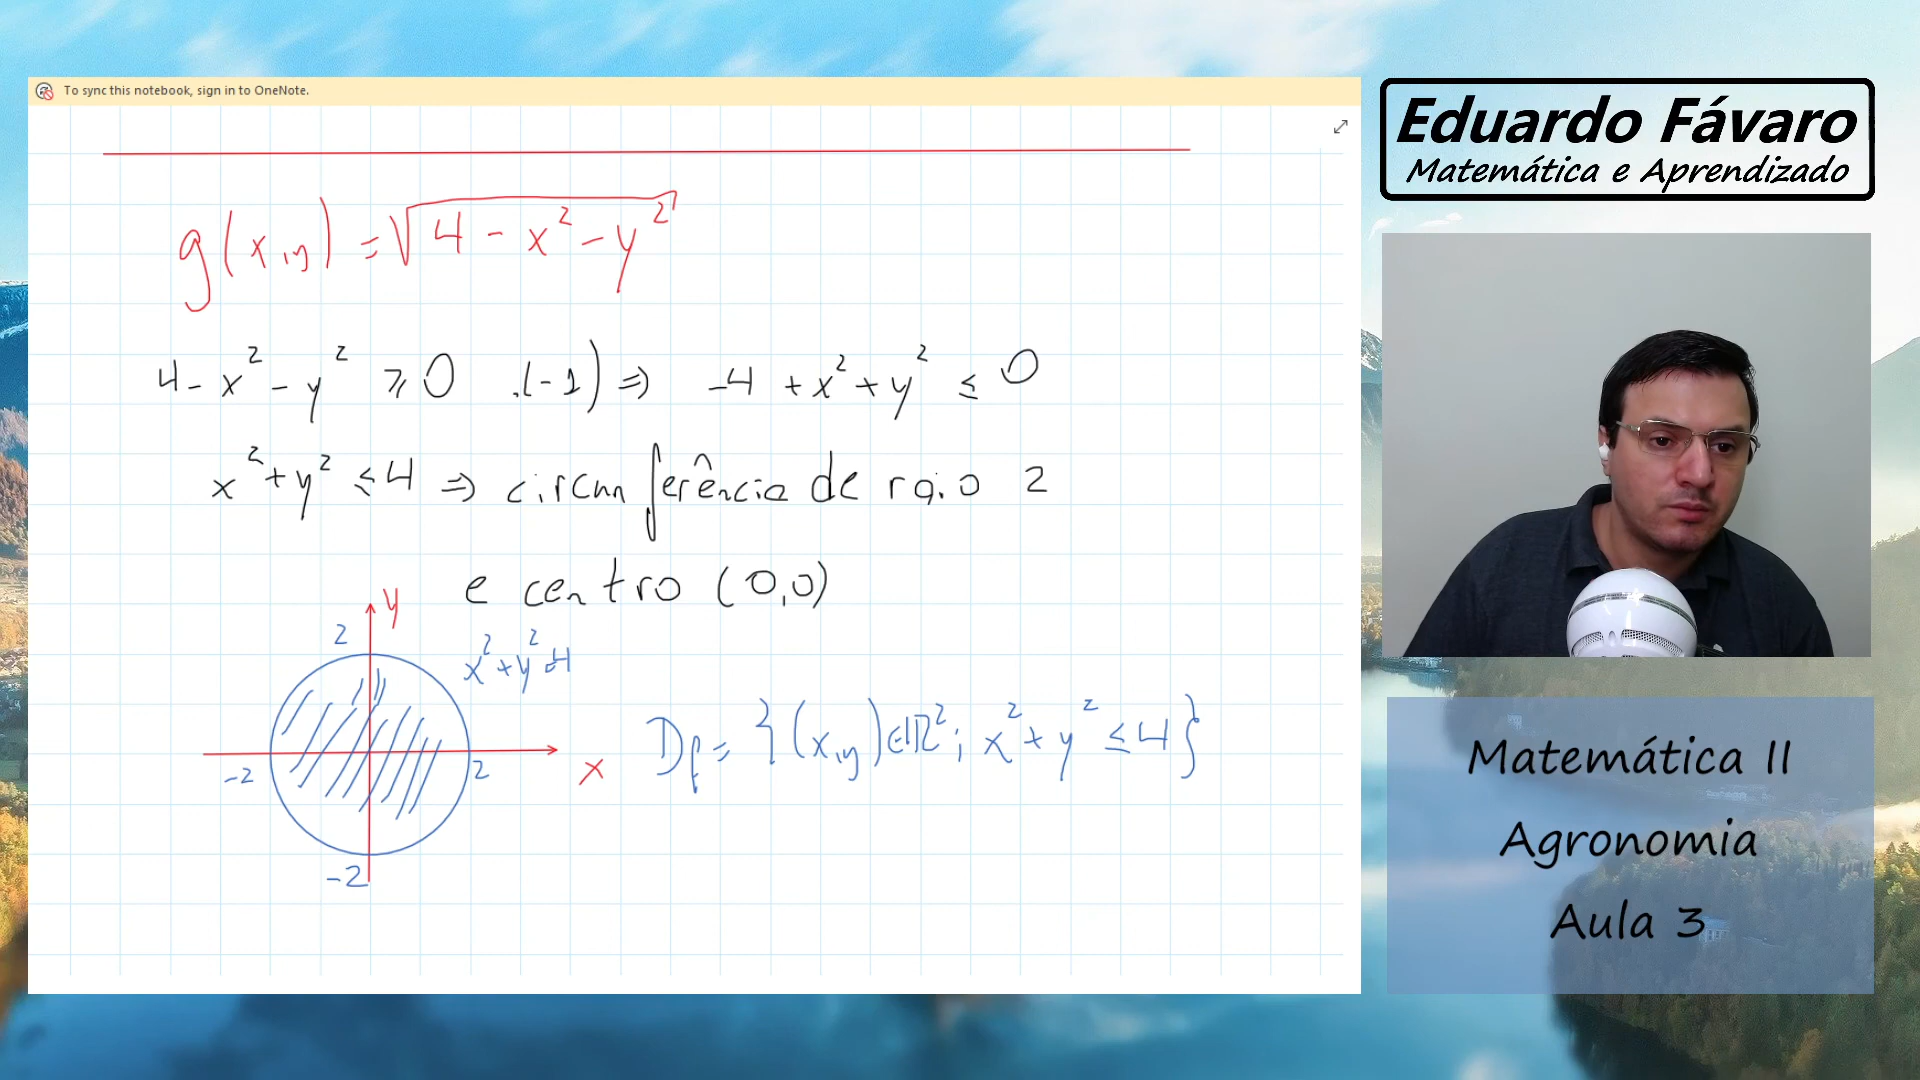 To sync this notebook, sign in to OneNote.
g(x,y) = √(4 - x² - y²)
4 - x² - y² ≥ 0 .(-1) ⇒ -4 + x² + y² ≤ 0
x² + y² ≤ 4 ⇒ circunferência de raio 2
e centro (0,0)
y
2
x² + y² = 4
-2
2
x
-2
Df = {(x,y) ∈ ℝ²; x² + y² ≤ 4}
Eduardo Fávaro
Matemática e Aprendizado
Matemática II
Agronomia
Aula 3